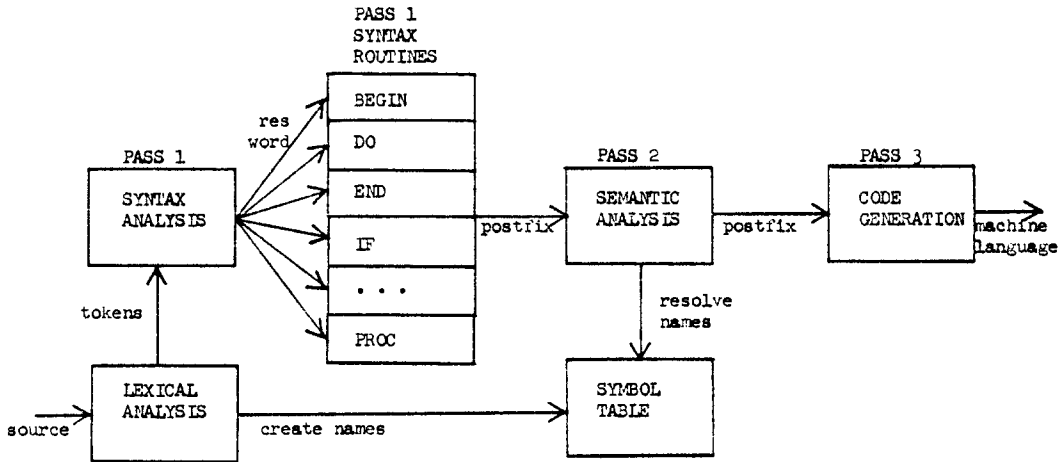 PASS 1
SYNTAX
ROUTINES
BEGIN
DO
END
IF
. . .
PROC
res
word
PASS 1
SYNTAX
ANALYSIS
PASS 2
SEMANTIC
ANALYSIS
PASS 3
CODE
GENERATION
postfix
postfix
machine
language
tokens
resolve
names
LEXICAL
ANALYSIS
SYMBOL
TABLE
source
create names